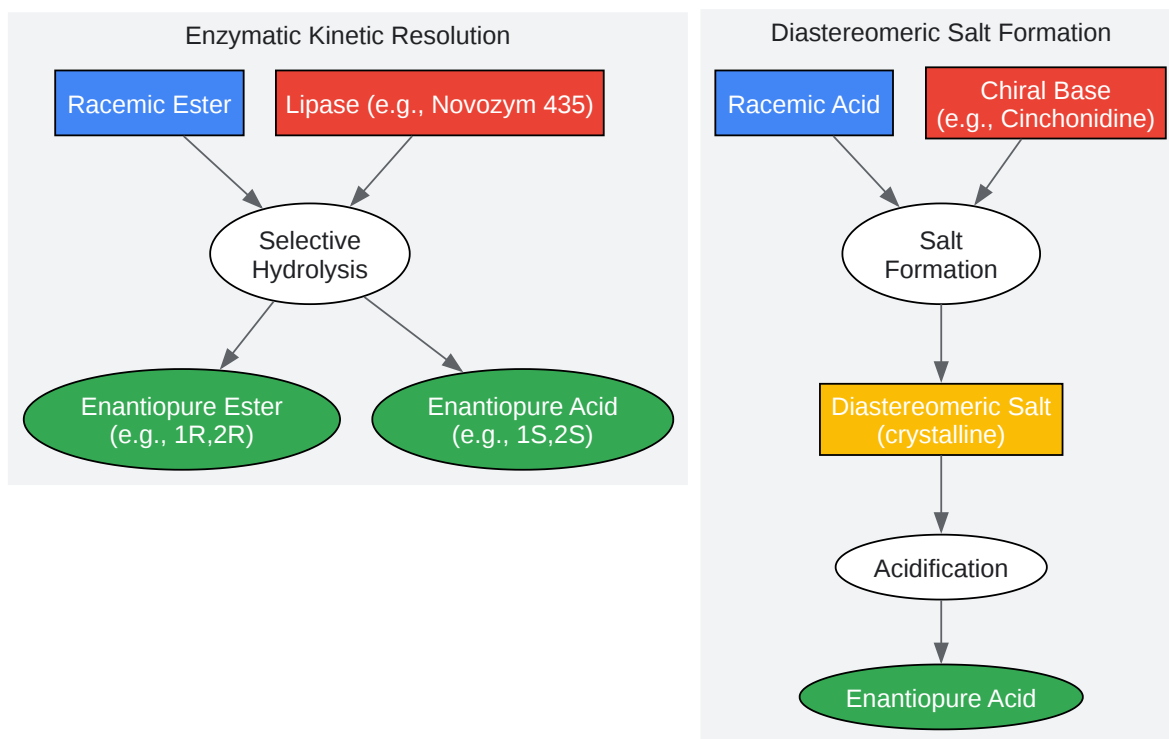 Enzymatic Kinetic Resolution
Racemic Ester
Lipase (e.g., Novozym 435)
Selective
Hydrolysis
Enantiopure Ester
(e.g., 1R,2R)
Enantiopure Acid
(e.g., 1S,2S)
Diastereomeric Salt Formation
Racemic Acid
Chiral Base
(e.g., Cinchonidine)
Salt
Formation
Diastereomeric Salt
(crystalline)
Acidification
Enantiopure Acid